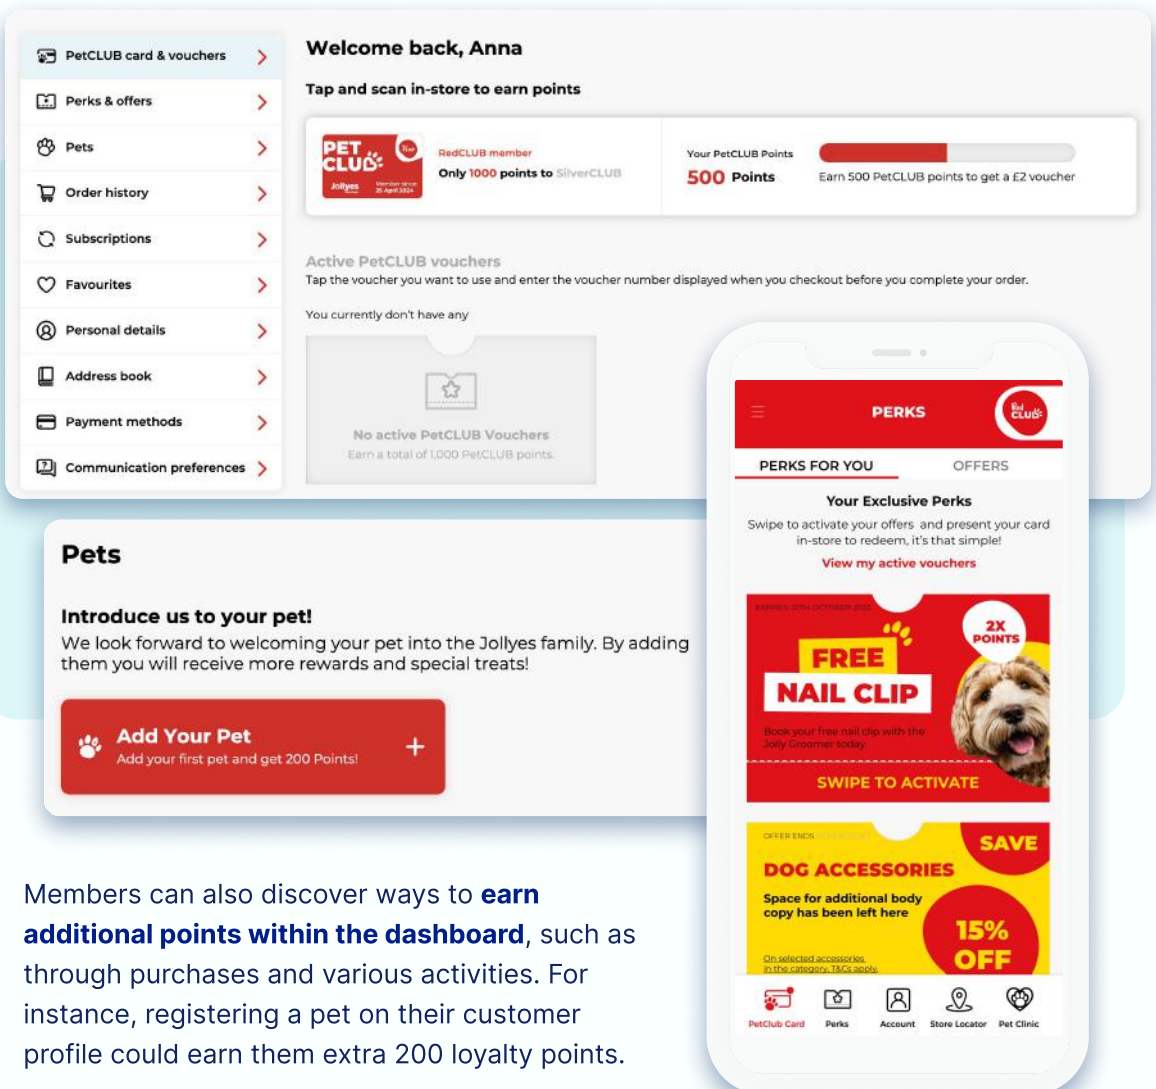 PetCLUB card & vouchers
Perks & offers
Pets
Order history
Subscriptions
Favourites
Personal details
Address book
Payment methods
Communication preferences
Welcome back, Anna
Tap and scan in-store to earn points
PET
CLUB
Jollyes
Member since
25 April 2024
RedCLUB member
Only 1000 points to SilverCLUB
Your PetCLUB Points
500 Points
Earn 500 PetCLUB points to get a £2 voucher
Active PetCLUB vouchers
Tap the voucher you want to use and enter the voucher number displayed when you checkout before you complete your order.
You currently don't have any
No active PetCLUB Vouchers
Earn a total of 1,000 PetCLUB points.
Pets
Introduce us to your pet!
We look forward to welcoming your pet into the Jollyes family. By adding
them you will receive more rewards and special treats!
Add Your Pet
Add your first pet and get 200 Points!
PERKS
Red
CLUB
PERKS FOR YOU
OFFERS
Your Exclusive Perks
Swipe to activate your offers and present your card
in-store to redeem, it's that simple!
View my active vouchers
2X
POINTS
FREE
NAIL CLIP
Book your free nail clip with the
Jolly Groomer today.
SWIPE TO ACTIVATE
OFFER ENDS
SAVE
DOG ACCESSORIES
Space for additional body
copy has been left here
15%
OFF
On selected accessories
in the category. T&Cs apply.
PetClub Card
Perks
Account
Store Locator
Pet Clinic
Members can also discover ways to earn
additional points within the dashboard, such as
through purchases and various activities. For
instance, registering a pet on their customer
profile could earn them extra 200 loyalty points.